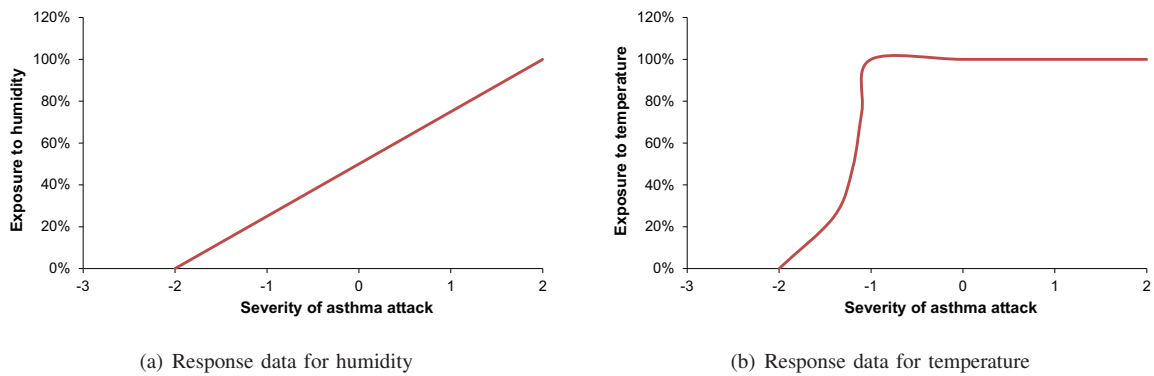 120%
100%
80%
60%
40%
20%
0%
Exposure to humidity
-3 -2 -1 0 1 2
Severity of asthma attack
(a) Response data for humidity
120%
100%
80%
60%
40%
20%
0%
Exposure to temperature
-3 -2 -1 0 1 2
Severity of asthma attack
(b) Response data for temperature